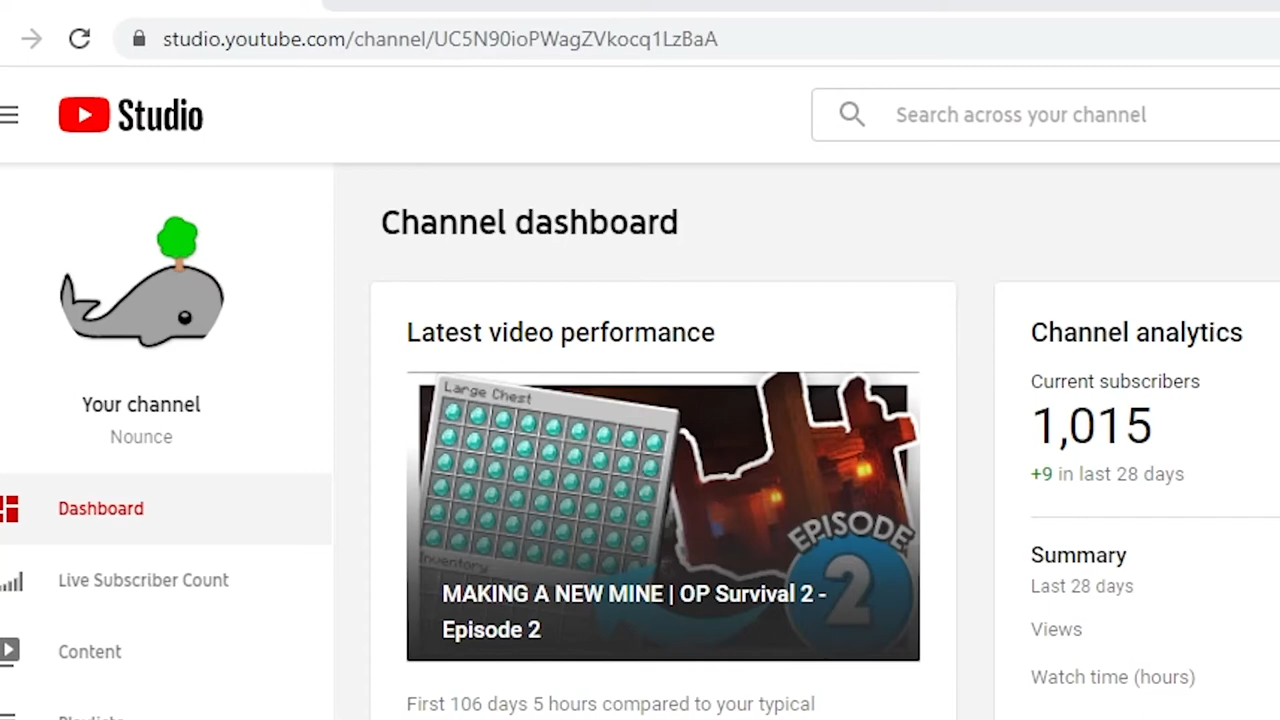 studio.youtube.com/channel/UC5N90ioPWagZVkocq1LzBaA
Studio
Search across your channel
Channel dashboard
Your channel
Nounce
Dashboard
Live Subscriber Count
Content
Playlists
Latest video performance
Large Chest
Inventory
EPISODE
2
MAKING A NEW MINE | OP Survival 2 -
Episode 2
First 106 days 5 hours compared to your typical
Channel analytics
Current subscribers
1,015
+9 in last 28 days
Summary
Last 28 days
Views
Watch time (hours)